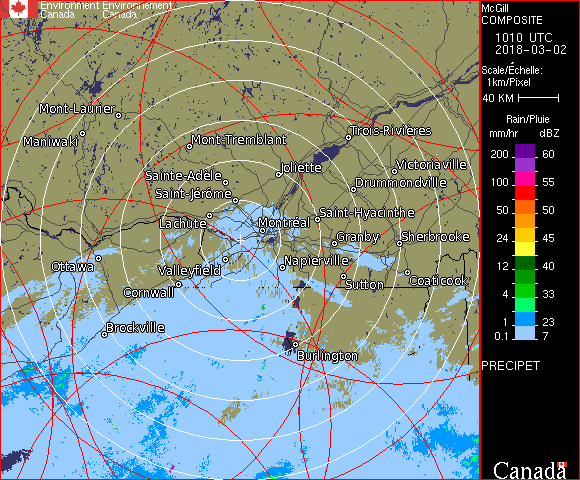 Environment Environnement
Canada Canada
McGill
COMPOSITE
1010 UTC
2018-03-02
Scale/Échelle:
1km/Pixel
40 KM
Rain/Pluie
mm/hr dBZ
200 60
150 55
100 55
50 50
24 45
12 40
4 33
1 23
0.1 7
PRECIPET
Canada
Mont-Laurier
Maniwaki
Mont-Tremblant
Trois-Rivières
Sainte-Adèle
Joliette
Victoriaville
Saint-Jérôme
Drummondville
Lachute
Montréal
Saint-Hyacinthe
Granby
Sherbrooke
Ottawa
Valleyfield
Napierville
Cornwall
Sutton
Coaticook
Brockville
Burlington